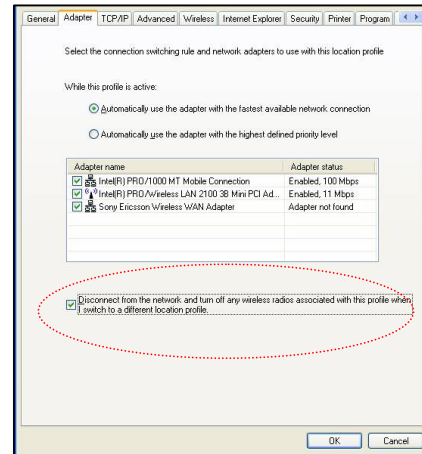 General Adapter TCP/IP Advanced Wireless Internet Explorer Security Printer Program
Select the connection switching rule and network adapters to use with this location profile
While this profile is active:
Automatically use the adapter with the fastest available network connection
Automatically use the adapter with the highest defined priority level
Adapter name Adapter status
Intel(R) PRO/1000 MT Mobile Connection Enabled, 100 Mbps
Intel(R) PRO/Wireless LAN 2100 3B Mini PCI Ad... Enabled, 11 Mbps
Sony Ericsson Wireless WAN Adapter Adapter not found
Disconnect from the network and turn off any wireless radios associated with this profile when
I switch to a different location profile.
OK Cancel